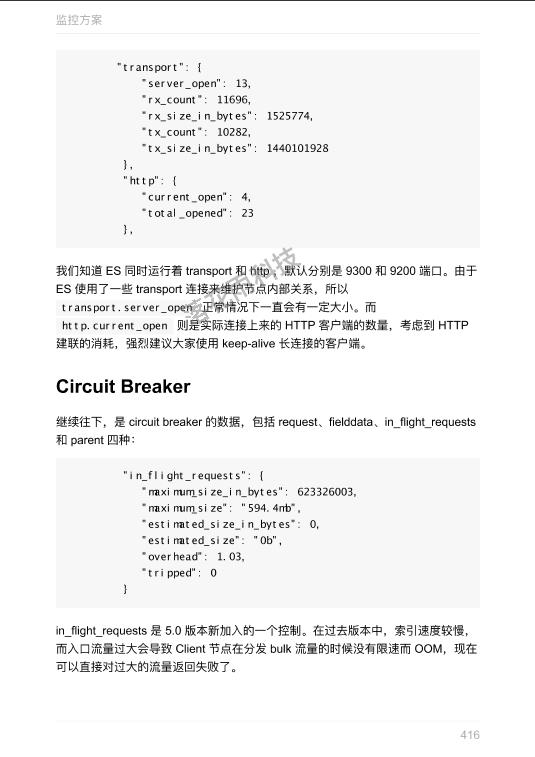 监控方案
"transport": {
"server_open": 13,
"rx_count": 11696,
"rx_size_in_bytes": 1525774,
"tx_count": 10282,
"tx_size_in_bytes": 1440101928
},
"http": {
"current_open": 4,
"total_opened": 23
},
我们知道 ES 同时运行着 transport 和 http，默认分别是 9300 和 9200 端口。由于
ES 使用了一些 transport 连接来维护节点内部关系，所以
transport.server_open 正常情况下一直会有一定大小。而
http.current_open 则是实际连接上来的 HTTP 客户端的数量，考虑到 HTTP
建联的消耗，强烈建议大家使用 keep-alive 长连接的客户端。
Circuit Breaker
继续往下，是 circuit breaker 的数据，包括 request、fielddata、in_flight_requests
和 parent 四种：
"in_flight_requests": {
"maximum_size_in_bytes": 623326003,
"maximum_size": "594.4mb",
"estimated_size_in_bytes": 0,
"estimated_size": "0b",
"overhead": 1.03,
"tripped": 0
}
in_flight_requests 是 5.0 版本新加入的一个控制。在过去版本中，索引速度较慢，
而入口流量过大会导致 Client 节点在分发 bulk 流量的时候没有限速而 OOM，现在
可以直接对过大的流量返回失败了。
416